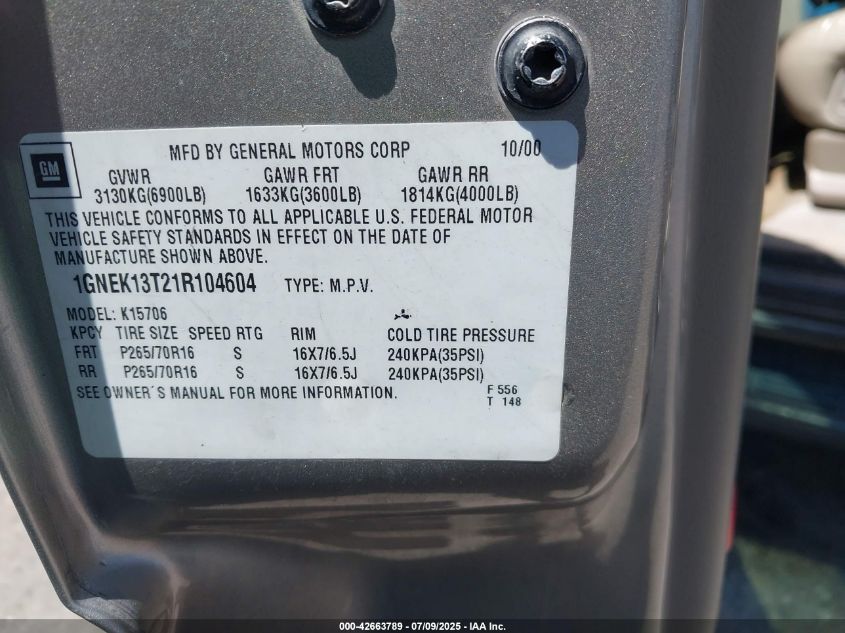 MFD BY GENERAL MOTORS CORP 10/00
GM
GVWR GAWR FRT GAWR RR
3130KG(6900LB) 1633KG(3600LB) 1814KG(4000LB)
THIS VEHICLE CONFORMS TO ALL APPLICABLE U.S. FEDERAL MOTOR
VEHICLE SAFETY STANDARDS IN EFFECT ON THE DATE OF
MANUFACTURE SHOWN ABOVE.
1GNEK13T21R104604 TYPE: M.P.V.
MODEL: K15706
KPCY TIRE SIZE SPEED RTG RIM COLD TIRE PRESSURE
FRT P265/70R16 S 16X7/6.5J 240KPA(35PSI)
RR P265/70R16 S 16X7/6.5J 240KPA(35PSI)
SEE OWNER'S MANUAL FOR MORE INFORMATION. F 556
T 148
000-42663789 - 07/09/2025 - IAA Inc.